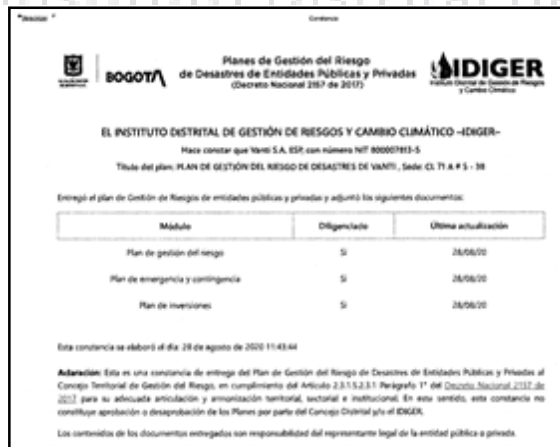 Constancia
BOGOTÁ
Planes de Gestión del Riesgo
de Desastres de Entidades Públicas y Privadas
(Decreto Nacional 2157 de 2017)
IDIGER
Instituto Distrital de Gestión de Riesgos
y Cambio Climático
EL INSTITUTO DISTRITAL DE GESTIÓN DE RIESGOS Y CAMBIO CLIMÁTICO –IDIGER–
Hace constar que Vanti S.A. ESP, con número NIT 800007813-5
Título del plan: PLAN DE GESTIÓN DEL RIESGO DE DESASTRES DE VANTI , Sede: CL 71 A # 5 - 38
Entregó el plan de Gestión de Riesgos de entidades públicas y privadas y adjuntó los siguientes documentos:
Módulo Diligenciado Última actualización
Plan de gestión del riesgo Si 28/08/20
Plan de emergencia y contingencia Si 28/08/20
Plan de inversiones Si 28/08/20
Esta constancia se elaboró el día: 28 de agosto de 2020 11:43:44
Aclaración: Esta es una constancia de entrega del Plan de Gestión del Riesgo de Desastres de Entidades Públicas y Privadas al
Concejo Territorial de Gestión del Riesgo, en cumplimiento del Artículo 2.3.1.5.2.3.1 Parágrafo 1° del Decreto Nacional 2157 de
2017 para su adecuada articulación y armonización territorial, sectorial e institucional. En este sentido, esta constancia no
constituye aprobación o desaprobación de los Planes por parte del Concejo Distrital y/o el IDIGER.
Los contenidos de los documentos entregados son responsabilidad del representante legal de la entidad pública o privada.